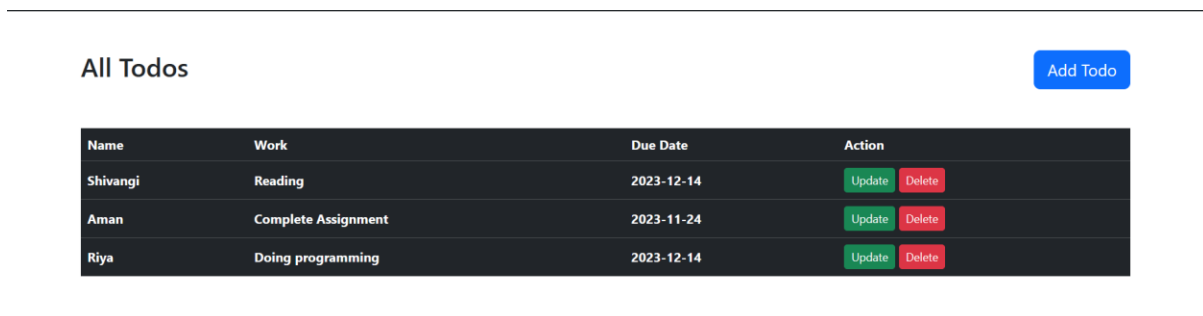 All Todos Add Todo
Name Work Due Date Action
Shivangi Reading 2023-12-14 Update Delete
Aman Complete Assignment 2023-11-24 Update Delete
Riya Doing programming 2023-12-14 Update Delete